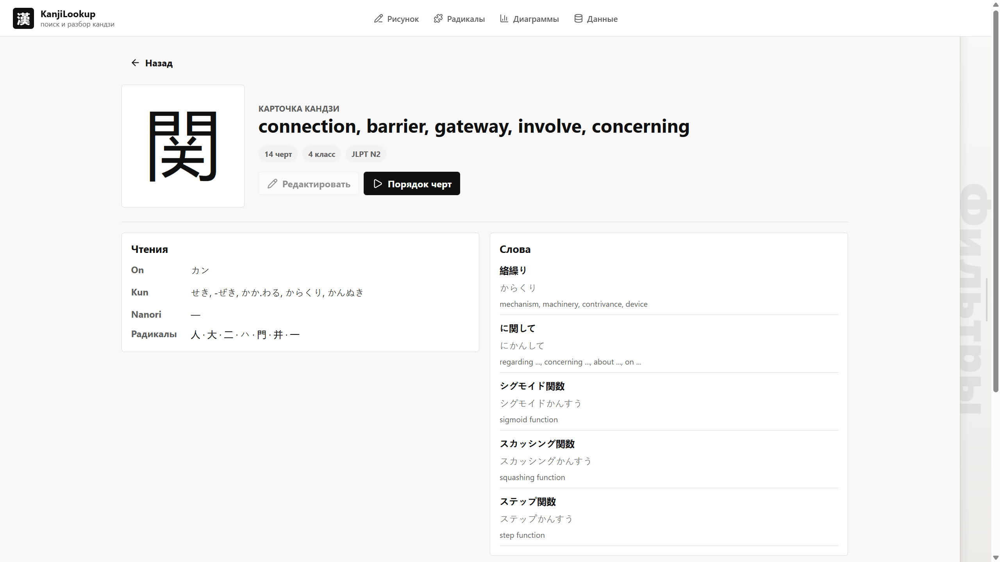 漢
KanjiLookup
поиск и разбор кандзи
Рисунок
Радикалы
Диаграммы
Данные
Назад
関
КАРТОЧКА КАНДЗИ
connection, barrier, gateway, involve, concerning
14 черт
4 класс
JLPT N2
Редактировать
Порядок черт
Чтения
On カン
Kun せき, -ぜき, かか.わる, からくり, かんぬき
Nanori —
Радикалы 人 · 大 · 二 · ハ · 門 · 并 · 一
Слова
絡繰り
からくり
mechanism, machinery, contrivance, device
に関して
にかんして
regarding ..., concerning ..., about ..., on ...
シグモイド関数
シグモイドかんすう
sigmoid function
スカッシング関数
スカッシングかんすう
squashing function
ステップ関数
ステップかんすう
step function
Фильтры